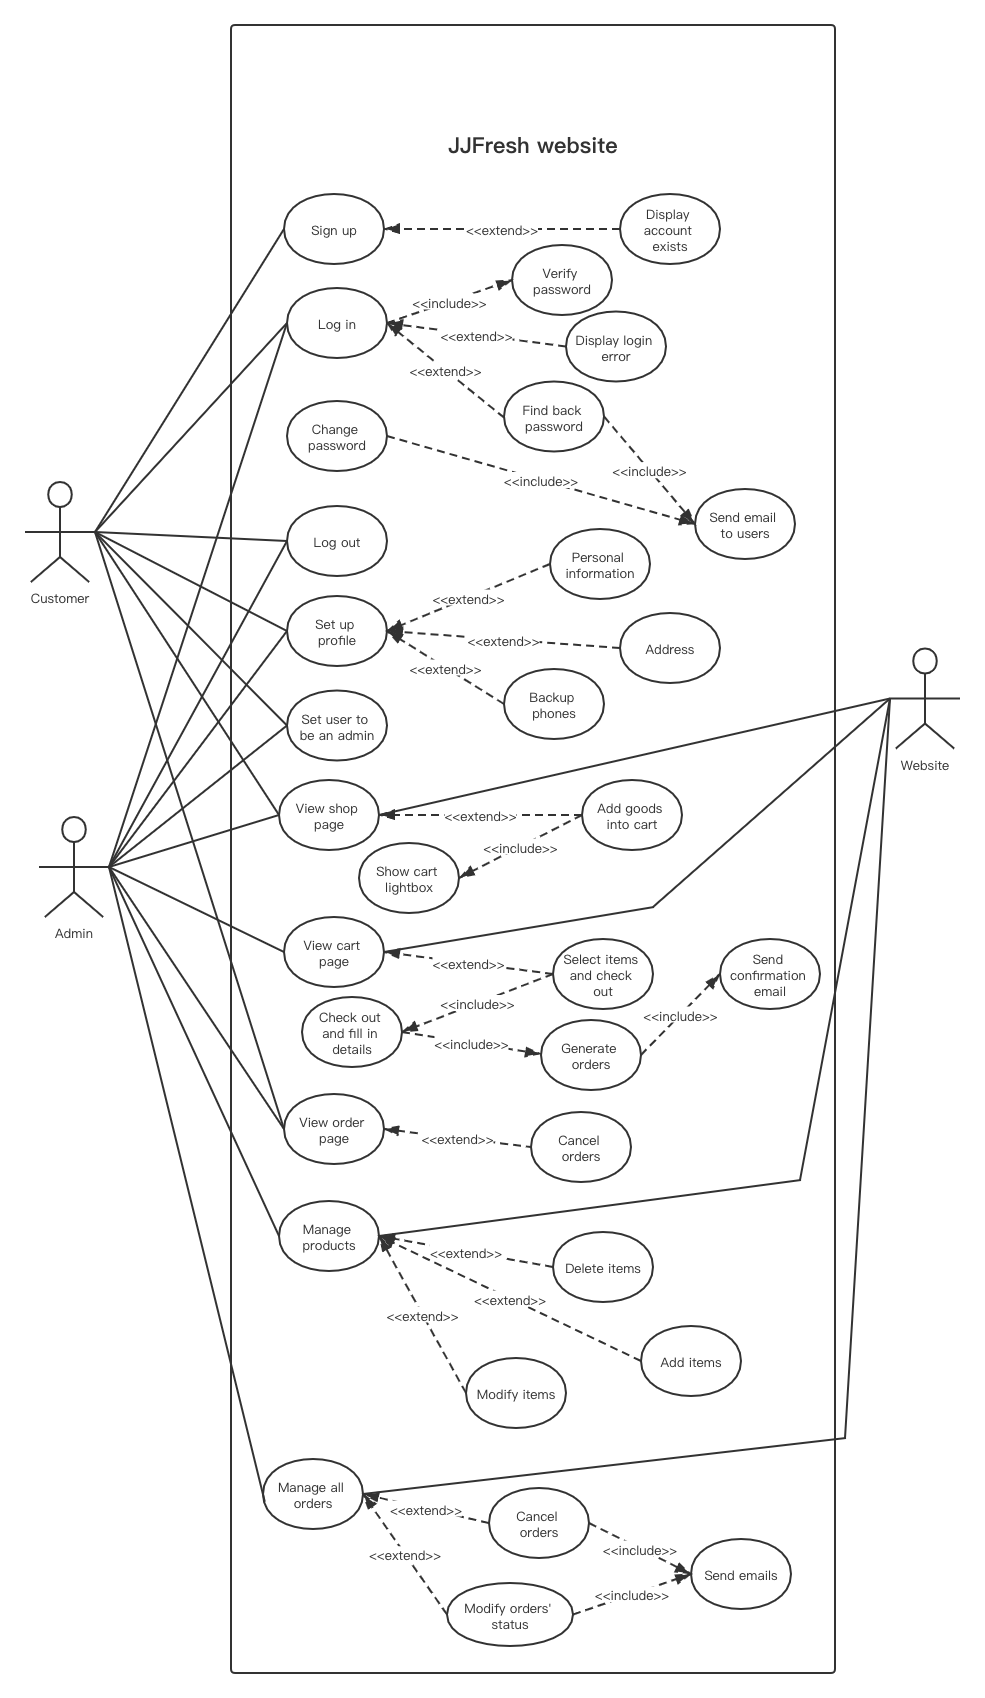 JJFresh website
Sign up
<<extend>>
Display
account
exists
Verify
password
<<include>>
Log in
<<extend>>
Display login
error
<<extend>>
Find back
password
Change
password
<<include>>
<<include>>
Send email
to users
Customer
Log out
Personal
information
<<extend>>
Set up
profile
<<extend>>
Address
<<extend>>
Backup
phones
Set user to
be an admin
Website
View shop
page
<<extend>>
Add goods
into cart
<<include>>
Show cart
lightbox
Admin
View cart
page
<<extend>>
Select items
and check
out
Send
confirmation
email
<<include>>
Check out
and fill in
details
<<include>>
<<include>>
Generate
orders
View order
page
<<extend>>
Cancel
orders
Manage
products
<<extend>>
Delete items
<<extend>>
<<extend>>
Add items
Modify items
Manage all
orders
<<extend>>
Cancel
orders
<<extend>>
<<include>>
Send emails
<<include>>
Modify orders'
status